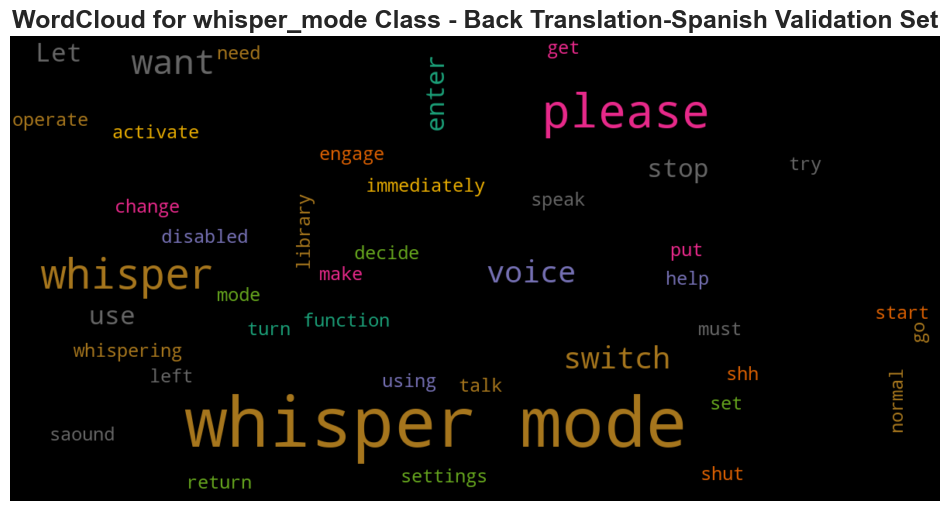 WordCloud for whisper_mode Class - Back Translation-Spanish Validation Set
Let
want
need
get
enter
please
operate
activate
engage
stop
try
immediately
speak
change
library
disabled
decide
put
whisper
make
voice
help
mode
use
function
turn
start
go
must
whispering
switch
left
using
talk
shh
normal
set
whisper mode
saound
return
settings
shut